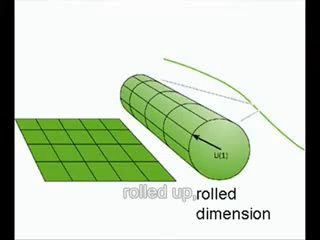 U(1)
rolled up,
rolled
dimension